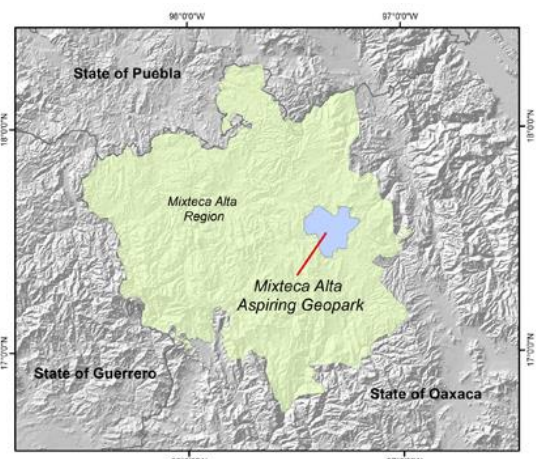 96°0'0"W 97°0'0"W
State of Puebla
18°0'0"N 18°0'0"N
Mixteca Alta
Region
Mixteca Alta
Aspiring Geopark
17°0'0"N 17°0'0"N
State of Guerrero
State of Oaxaca